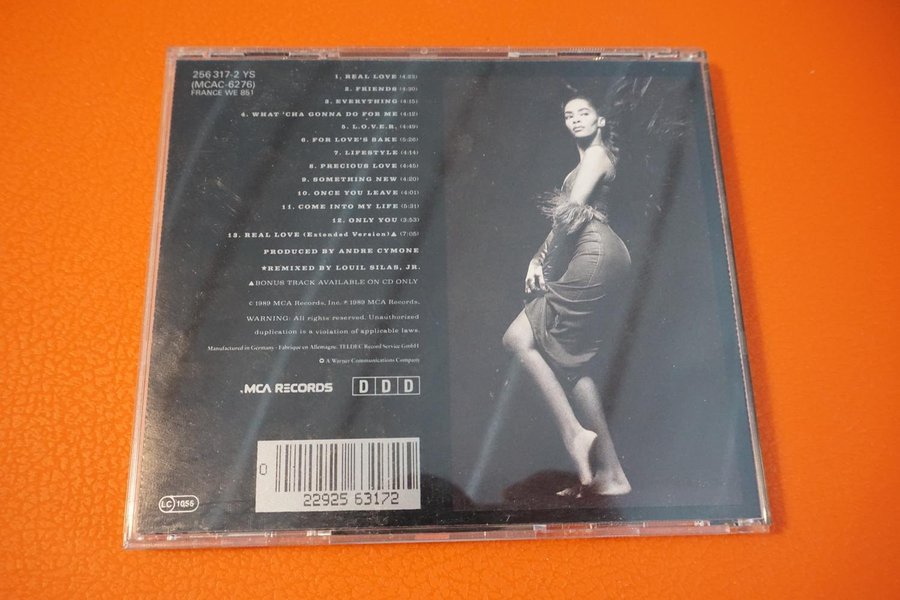 256 317-2 YS
(MCAC-6276)
FRANCE WE 851
1. REAL LOVE (4:23)
2. FRIENDS (4:30)
3. EVERYTHING (4:15)
4. WHAT 'CHA GONNA DO FOR ME (4:12)
5. L.O.V.E.R. (4:49)
6. FOR LOVE'S SAKE (5:26)
7. LIFESTYLE (4:14)
8. PRECIOUS LOVE (4:45)
9. SOMETHING NEW (4:20)
10. ONCE YOU LEAVE (4:01)
11. COME INTO MY LIFE (5:31)
12. ONLY YOU (3:53)
13. REAL LOVE (Extended Version)▲ (7:05)
PRODUCED BY ANDRE CYMONE
★REMIXED BY LOUIL SILAS, JR.
▲BONUS TRACK AVAILABLE ON CD ONLY
© 1989 MCA Records, Inc. ℗ 1989 MCA Records.
WARNING: All rights reserved. Unauthorized
duplication is a violation of applicable laws.
Manufactured in Germany · Fabriqué en Allemagne. TELDEC Record Service GmbH
A Warner Communications Company
MCA RECORDS
D D D
0
22925 63172
LC 1056